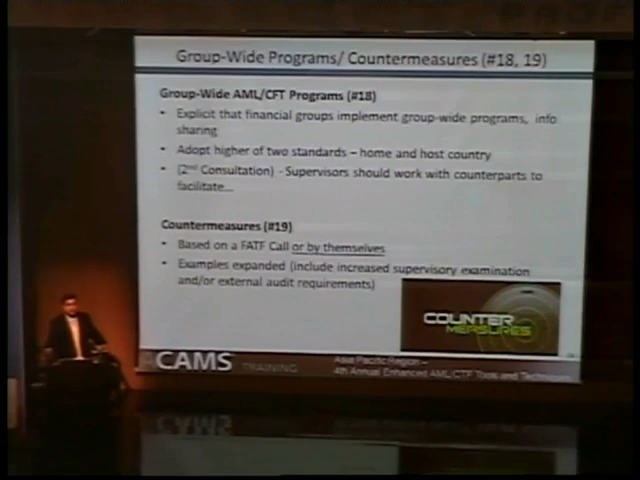 Group-Wide Programs/ Countermeasures (#18, 19)
Group-Wide AML/CFT Programs (#18)
• Explicit that financial groups implement group-wide programs, info
sharing
• Adopt higher of two standards – home and host country
• (2nd Consultation) - Supervisors should work with counterparts to
facilitate...
Countermeasures (#19)
• Based on a FATF Call or by themselves
• Examples expanded (include increased supervisory examination
and/or external audit requirements)
COUNTER
MEASURES
ACAMS TRAINING
Asia Pacific Region –
4th Annual Enhanced AML/CTF Tools and Techniques